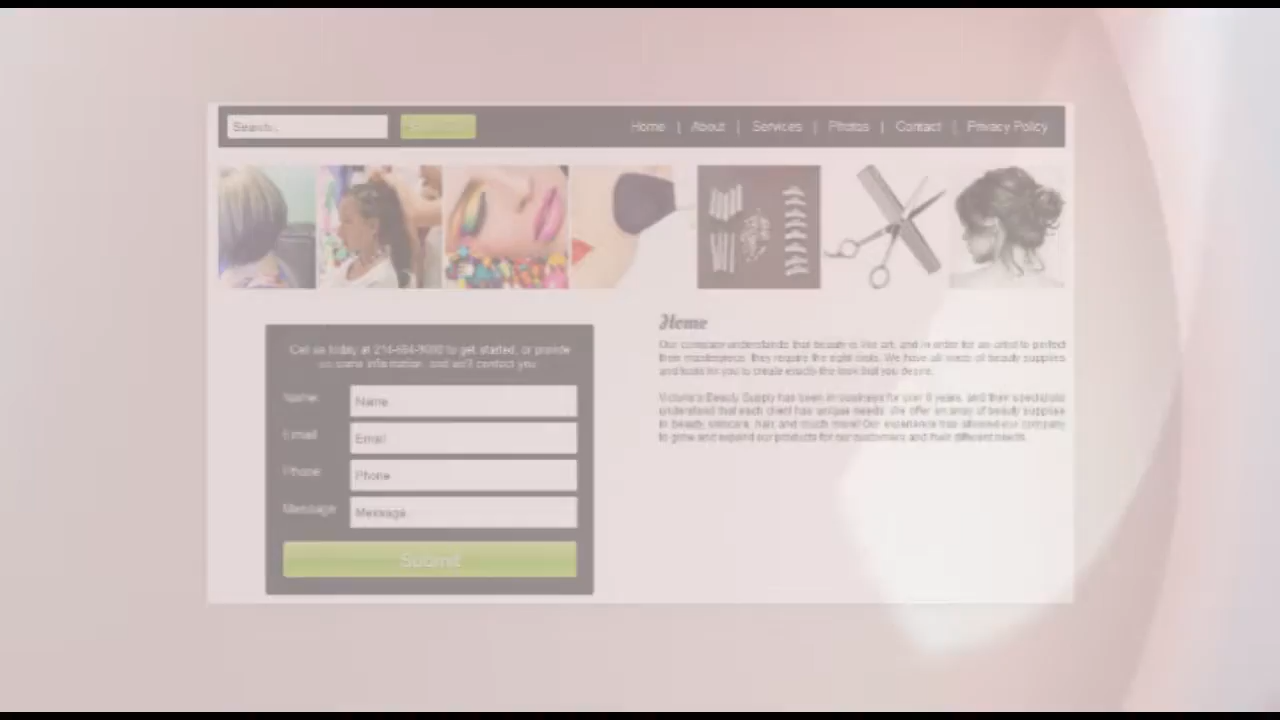 Search...
Home | About | Services | Photos | Contact | Privacy Policy
Call us today at to get started, or provide
us some information, and we'll contact you.
Name
Name
Email
Email
Phone
Phone
Message
Message
Submit
Home
Our company understands that beauty is like art, and in order for an artist to perfect
their masterpiece, they require the right tools. We have all kinds of beauty supplies
and tools for you to create exactly the look that you desire.
Victoria's Beauty Supply has been in business for over 8 years, and their specialists
understand that each client has unique needs. We offer an array of beauty supplies
in beauty, skincare, hair, and much more! Our experience has allowed our company
to grow and expand our products for our customers and their different needs.